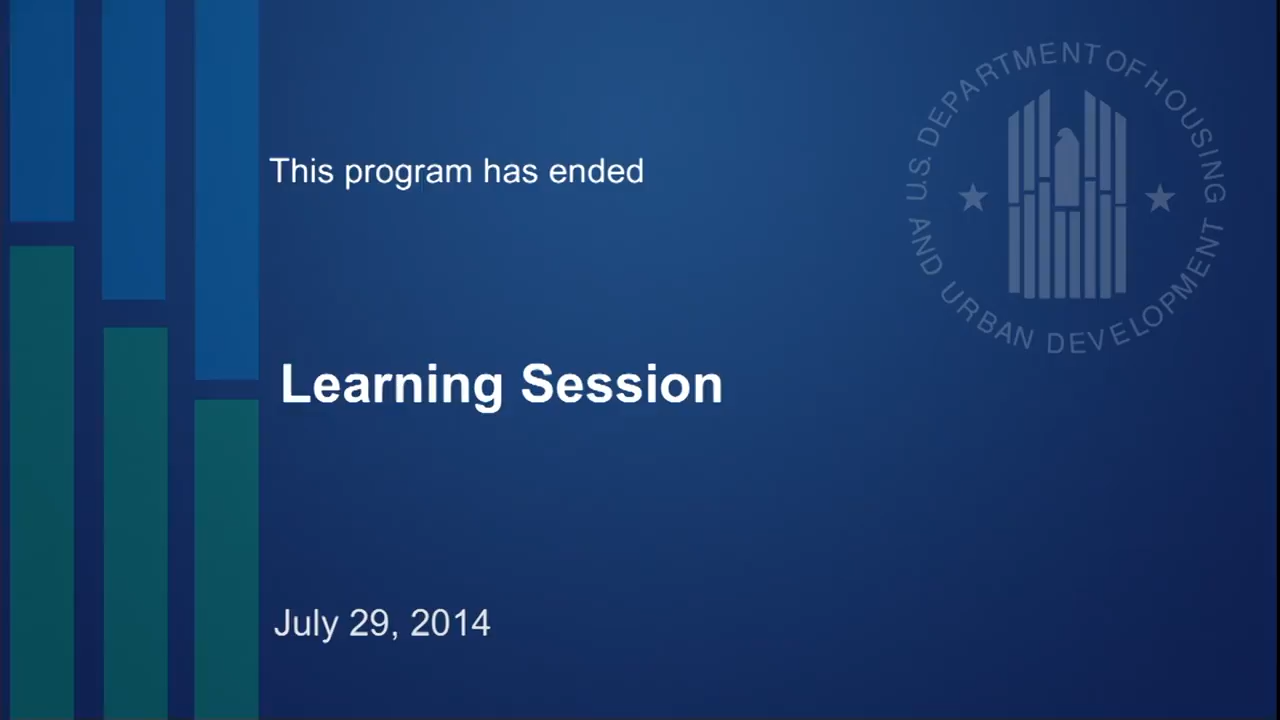 This program has ended
U.S. DEPARTMENT OF HOUSING
AND URBAN DEVELOPMENT
Learning Session
July 29, 2014